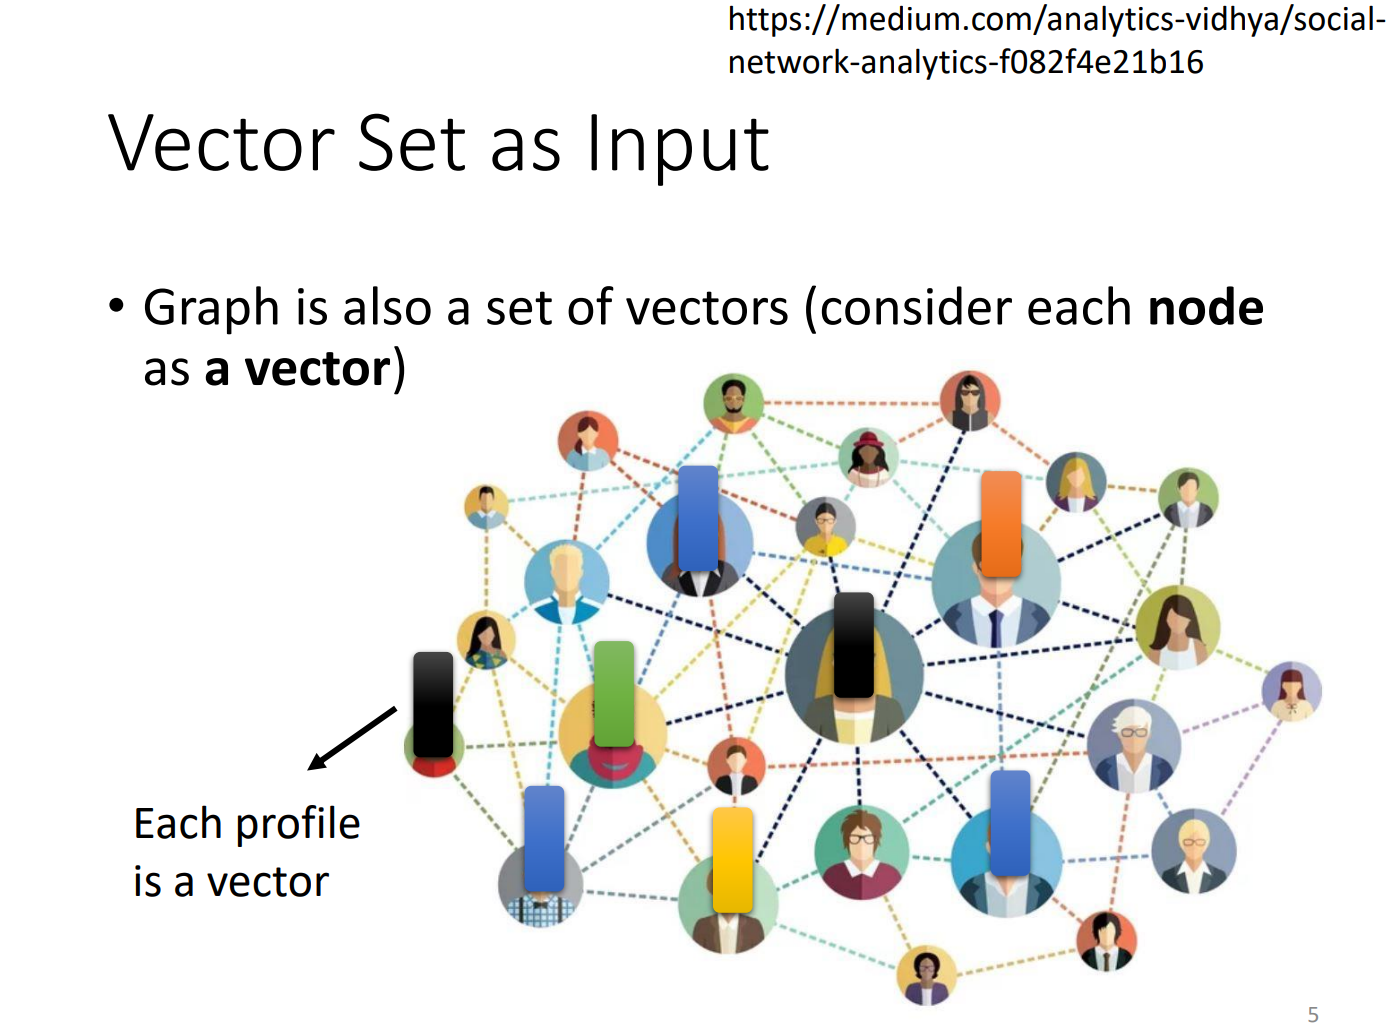 https://medium.com/analytics-vidhya/social-
network-analytics-f082f4e21b16
Vector Set as Input
• Graph is also a set of vectors (consider each node
as a vector)
Each profile
is a vector
5